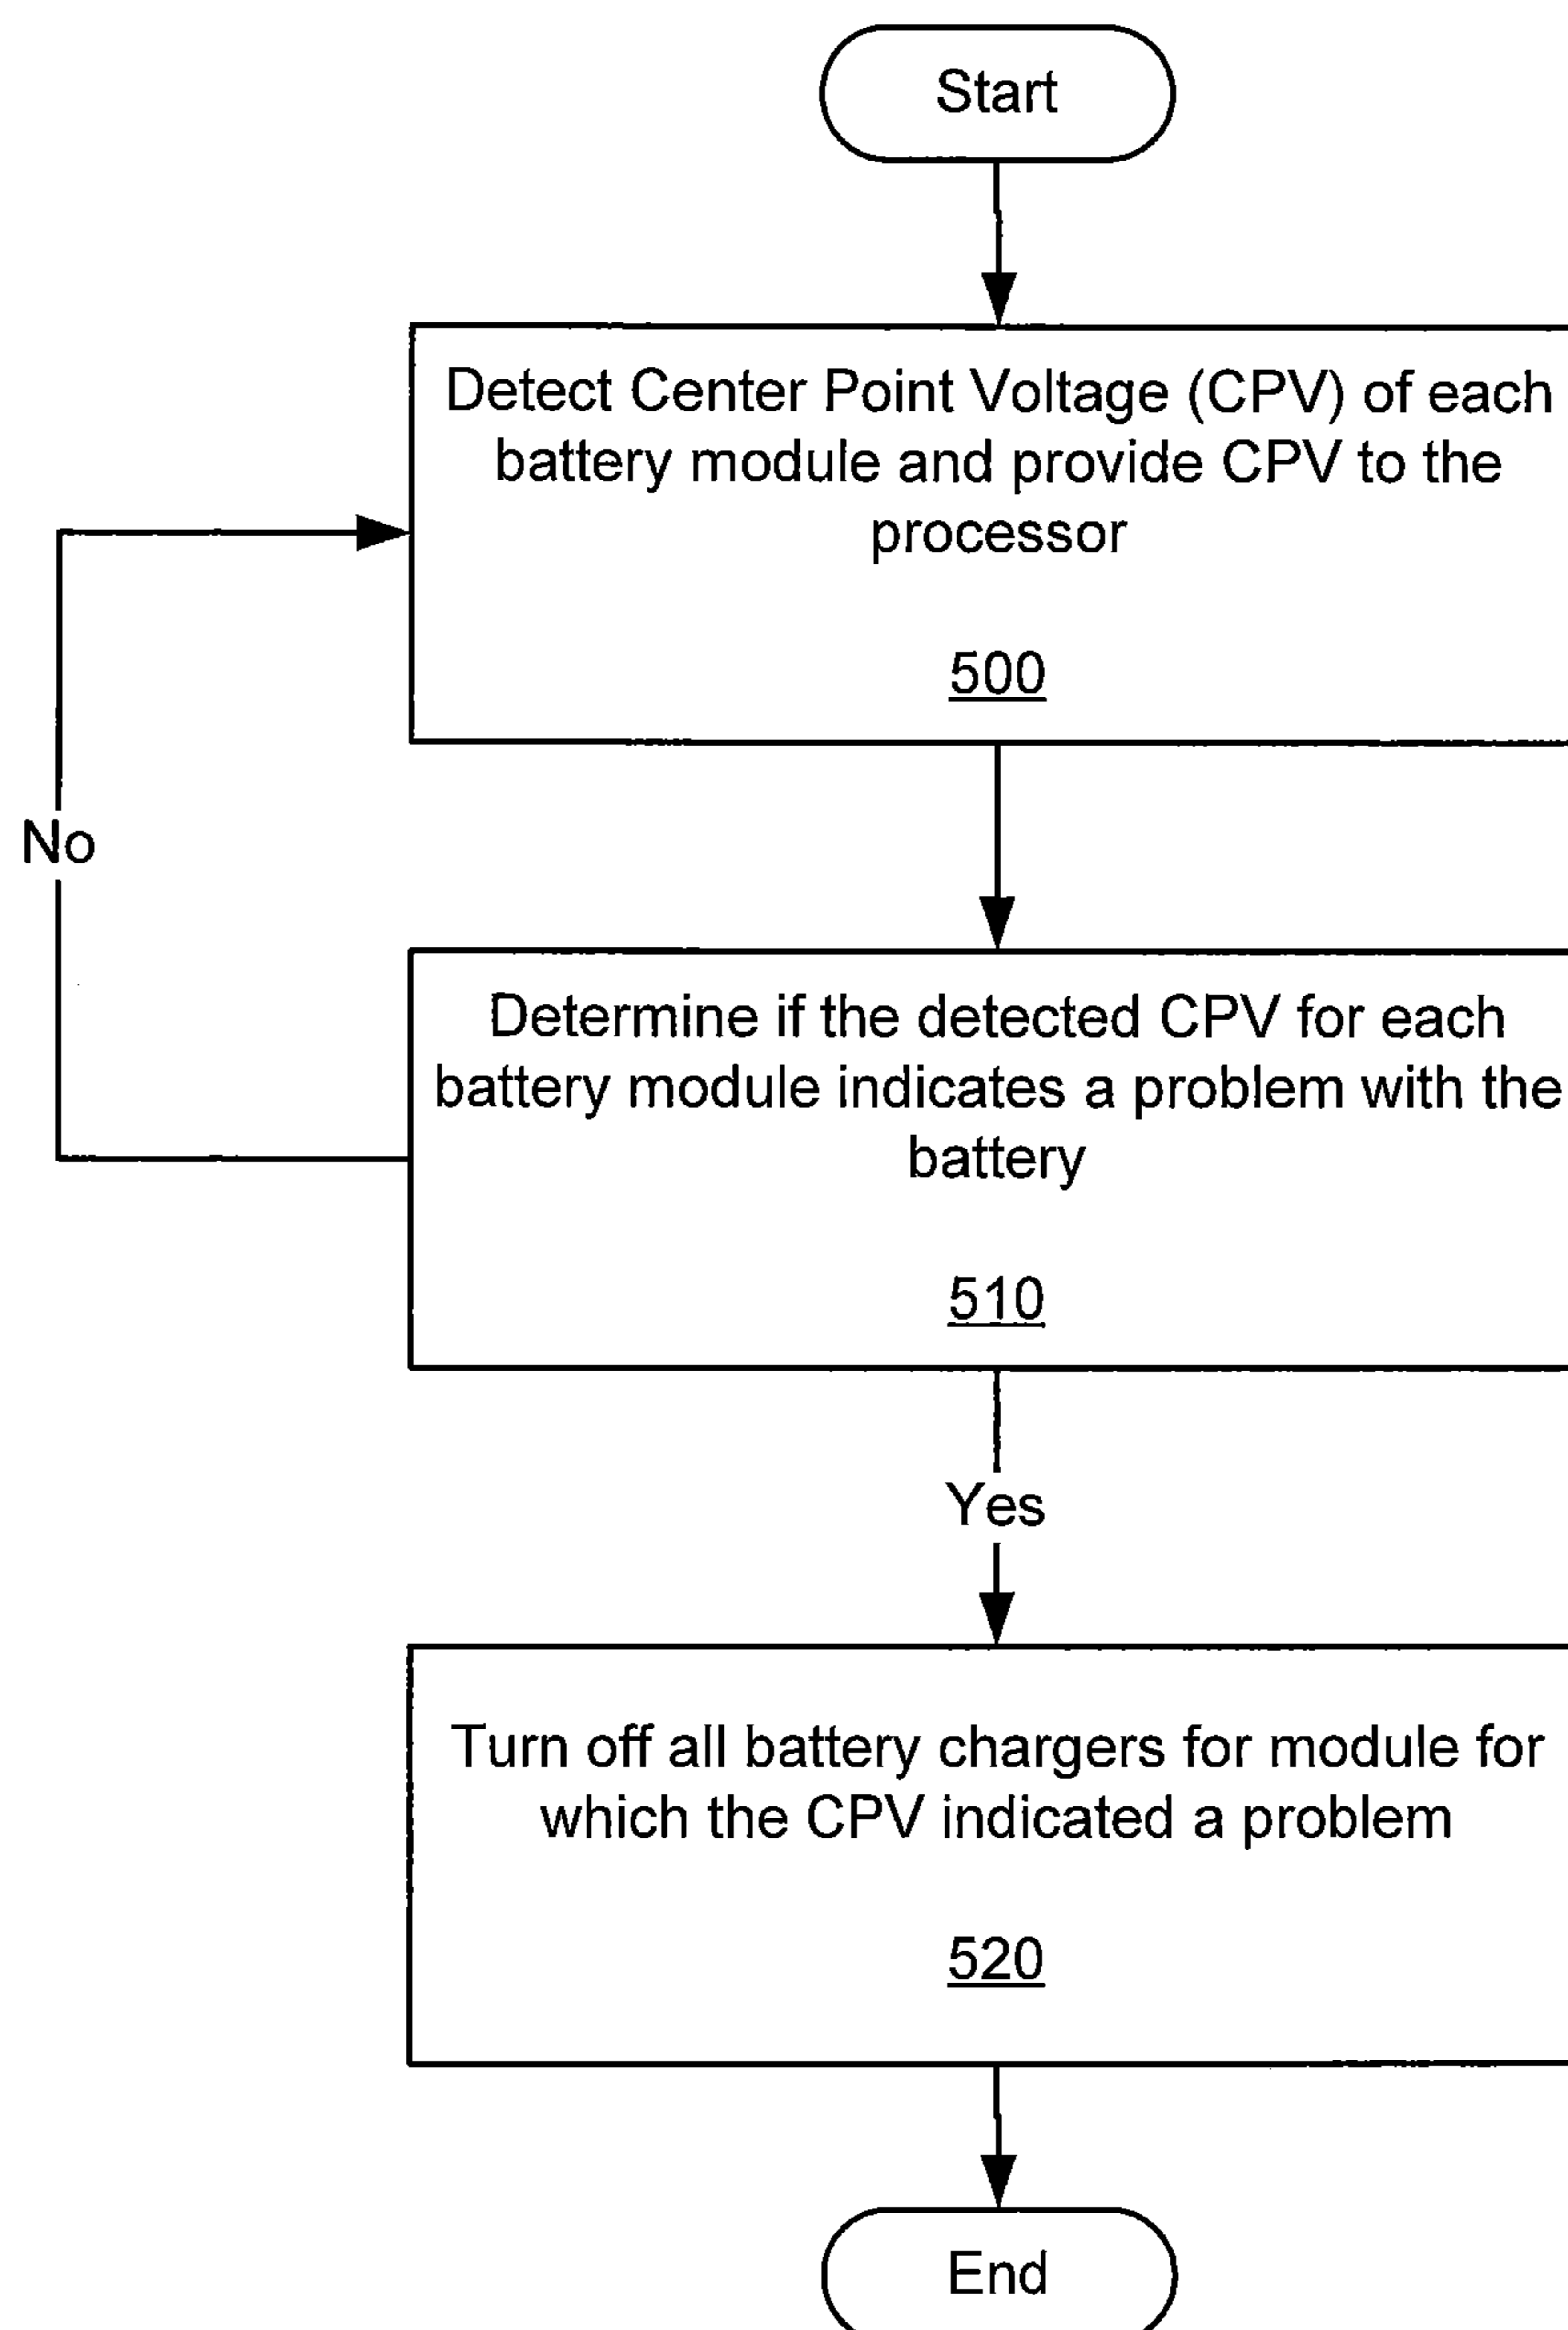 Start
Detect Center Point Voltage (CPV) of each
battery module and provide CPV to the
processor
500
No
Determine if the detected CPV for each
battery module indicates a problem with the
battery
510
Yes
Turn off all battery chargers for module for
which the CPV indicated a problem
520
End